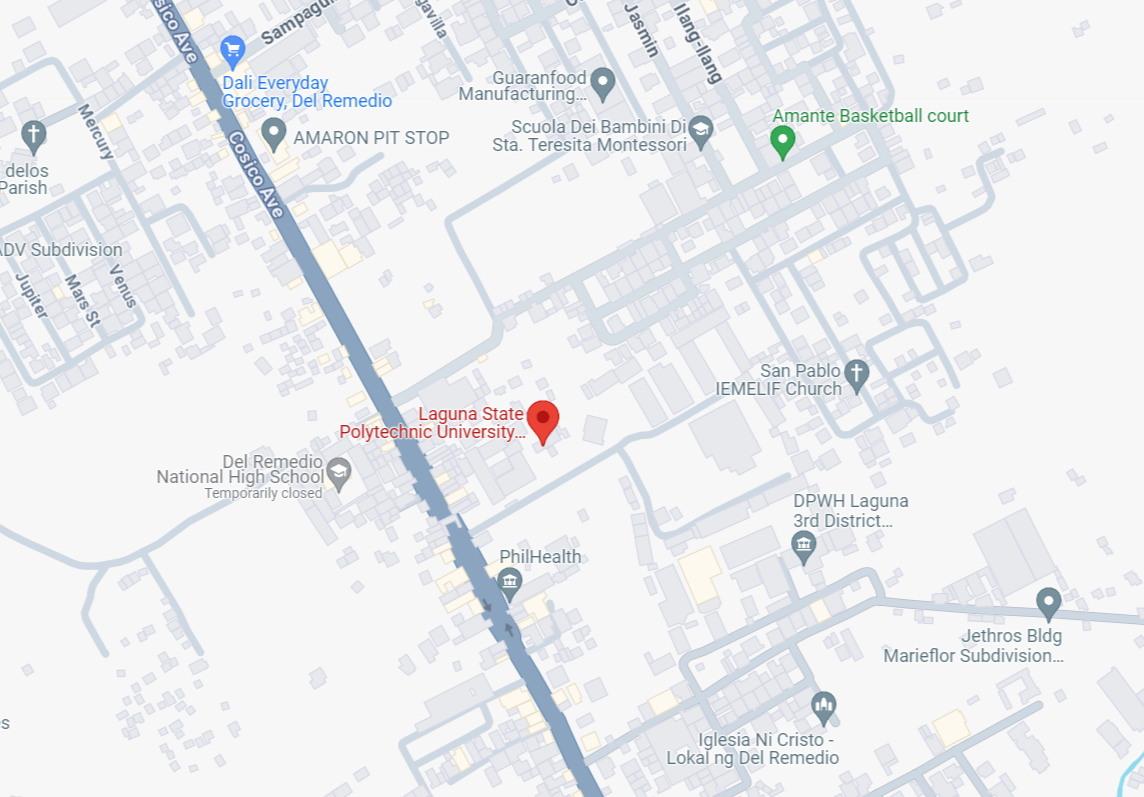 Cosico Ave
Jasmin
Ilang-Ilang
Dali Everyday
Grocery, Del Remedio
Guaranfood
Manufacturing...
Mercury
AMARON PIT STOP
Cosico Ave
Scuola Dei Bambini Di
Sta. Teresita Montessori
Amante Basketball court
delos
Parish
ADV Subdivision
Jupiter
Mars St
Venus
San Pablo
IEMELIF Church
Laguna State
Polytechnic University...
Del Remedio
National High School
Temporarily closed
DPWH Laguna
3rd District...
PhilHealth
Jethros Bldg
Marieflor Subdivision...
Iglesia Ni Cristo -
Lokal ng Del Remedio